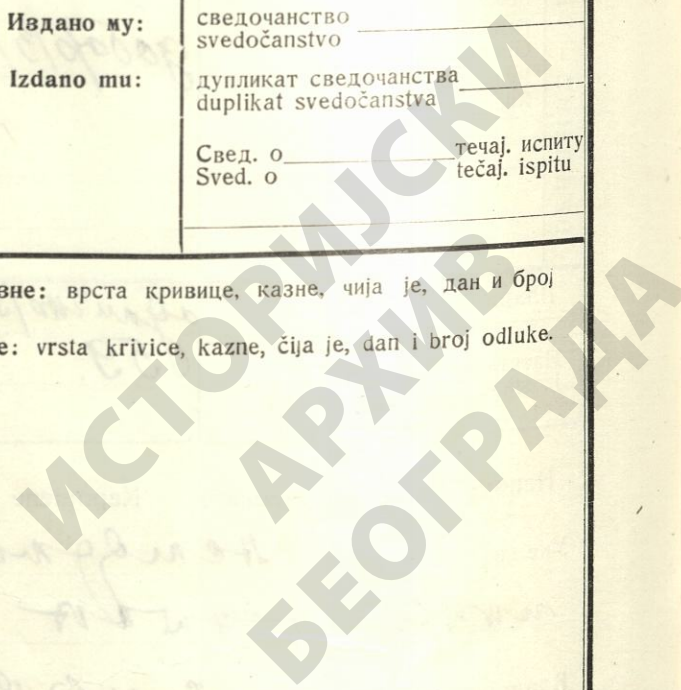 Издано му:
Izdano mu:
сведочанство
svedočanstvo
дупликат сведочанства
duplikat svedočanstva
Свед. о течај. испиту
Sved. o tečaj. ispitu
зне: врста кривице, казне, чија је, дан и број
e: vrsta krivice, kazne, čija je, dan i broj odluke.
ИСТОРИЈСКИ
АРХИВ
БЕОГРАДА